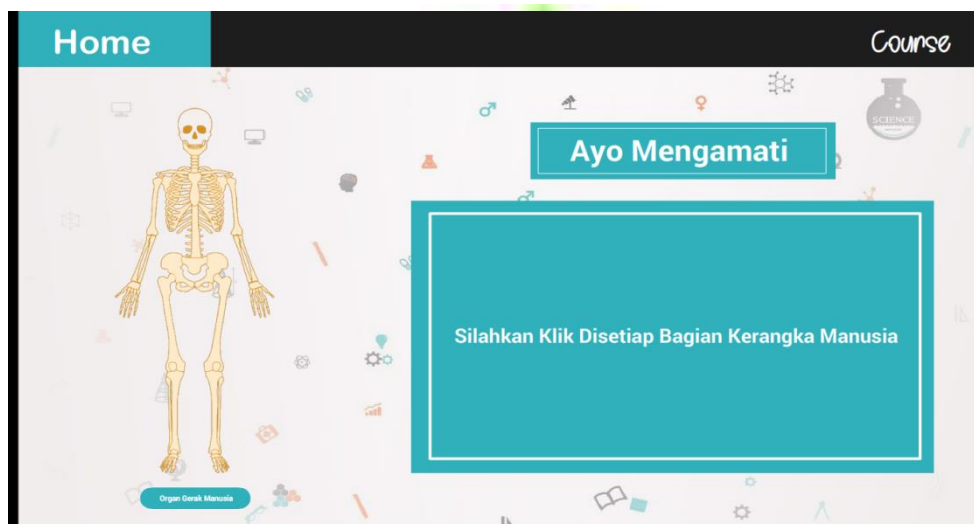 Home
Course
SCIENCE
Ayo Mengamati
Silahkan Klik Disetiap Bagian Kerangka Manusia
Organ Gerak Manusia